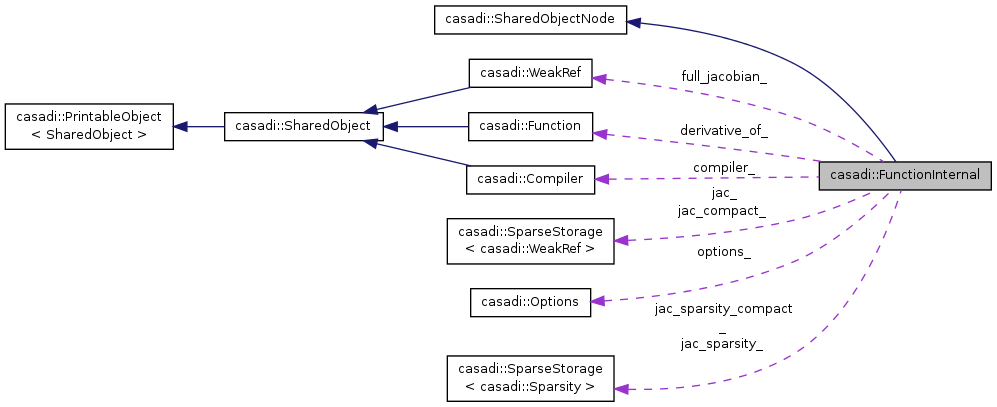 casadi::SharedObjectNode
casadi::WeakRef
full_jacobian_
casadi::PrintableObject
< SharedObject >
casadi::SharedObject
casadi::Function
derivative_of_
casadi::Compiler
compiler_
casadi::FunctionInternal
jac_
jac_compact_
casadi::SparseStorage
< casadi::WeakRef >
options_
casadi::Options
jac_sparsity_compact
_
jac_sparsity_
casadi::SparseStorage
< casadi::Sparsity >